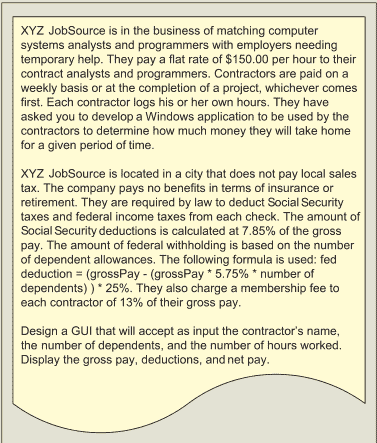 XYZ JobSource is in the business of matching computer
systems analysts and programmers with employers needing
temporary help. They pay a flat rate of $150.00 per hour to their
contract analysts and programmers. Contractors are paid on a
weekly basis or at the completion of a project, whichever comes
first. Each contractor logs his or her own hours. They have
asked you to develop a Windows application to be used by the
contractors to determine how much money they will take home
for a given period of time.
XYZ JobSource is located in a city that does not pay local sales
tax. The company pays no benefits in terms of insurance or
retirement. They are required by law to deduct Social Security
taxes and federal income taxes from each check. The amount of
Social Security deductions is calculated at 7.85% of the gross
pay. The amount of federal withholding is based on the number
of dependent allowances. The following formula is used: fed
deduction = (grossPay - (grossPay * 5.75% * number of
dependents) ) * 25%. They also charge a membership fee to
each contractor of 13% of their gross pay.
Design a GUI that will accept as input the contractor's name,
the number of dependents, and the number of hours worked.
Display the gross pay, deductions, and net pay.